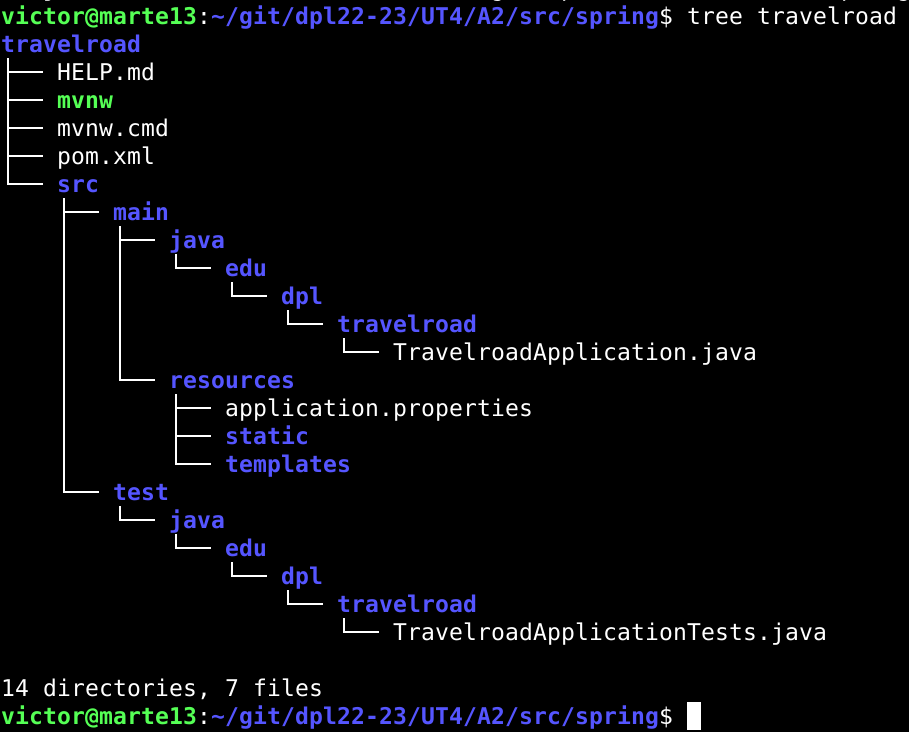 victor@marte13:~/git/dpl22-23/UT4/A2/src/spring$ tree travelroad
travelroad
├── HELP.md
├── mvnw
├── mvnw.cmd
├── pom.xml
└── src
    ├── main
    │   ├── java
    │   │   └── edu
    │   │       └── dpl
    │   │           └── travelroad
    │   │               └── TravelroadApplication.java
    │   └── resources
    │       ├── application.properties
    │       ├── static
    │       └── templates
    └── test
        └── java
            └── edu
                └── dpl
                    └── travelroad
                        └── TravelroadApplicationTests.java
14 directories, 7 files
victor@marte13:~/git/dpl22-23/UT4/A2/src/spring$